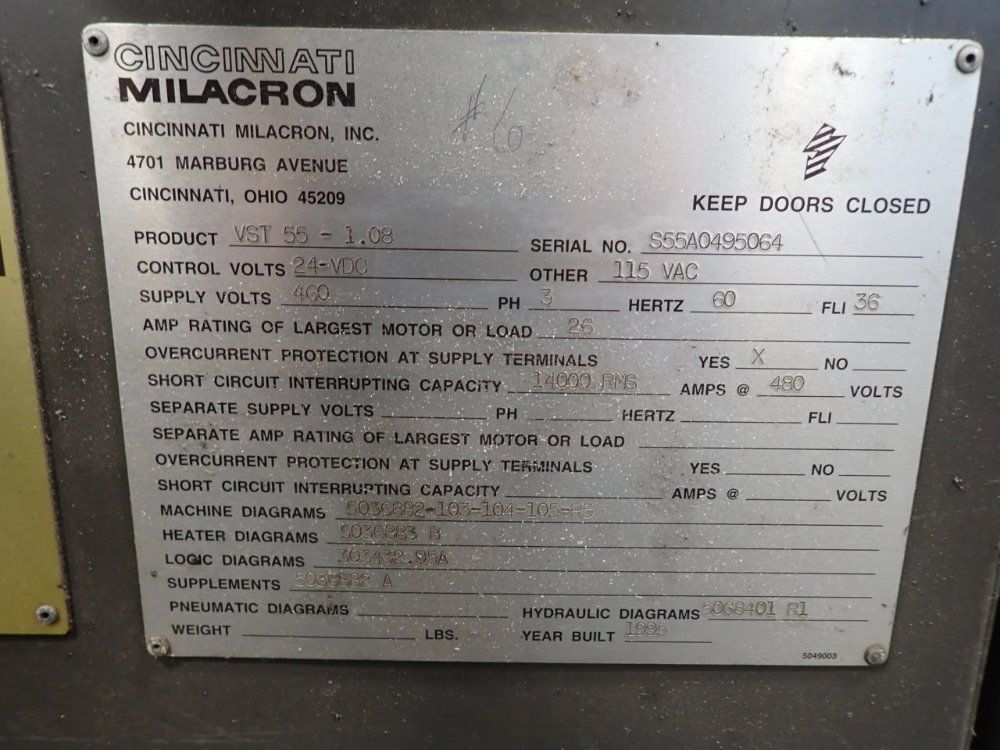 CINCINNATI
MILACRON
#6
CINCINNATI MILACRON, INC.
4701 MARBURG AVENUE
CINCINNATI, OHIO 45209
KEEP DOORS CLOSED
PRODUCT VST 55 - 1.08 SERIAL NO. S55A0495064
CONTROL VOLTS 24-VDC OTHER 115 VAC
SUPPLY VOLTS 460 PH 3 HERTZ 60 FLI 36
AMP RATING OF LARGEST MOTOR OR LOAD 26
OVERCURRENT PROTECTION AT SUPPLY TERMINALS YES X NO
SHORT CIRCUIT INTERRUPTING CAPACITY 14000 RMS AMPS @ 480 VOLTS
SEPARATE SUPPLY VOLTS PH HERTZ FLI
SEPARATE AMP RATING OF LARGEST MOTOR OR LOAD
OVERCURRENT PROTECTION AT SUPPLY TERMINALS YES NO
SHORT CIRCUIT INTERRUPTING CAPACITY AMPS @ VOLTS
MACHINE DIAGRAMS
HEATER DIAGRAMS 5036883 B
LOGIC DIAGRAMS
SUPPLEMENTS 5036882 A
PNEUMATIC DIAGRAMS HYDRAULIC DIAGRAMS 5068401 R1
WEIGHT LBS. YEAR BUILT 1995
5049003